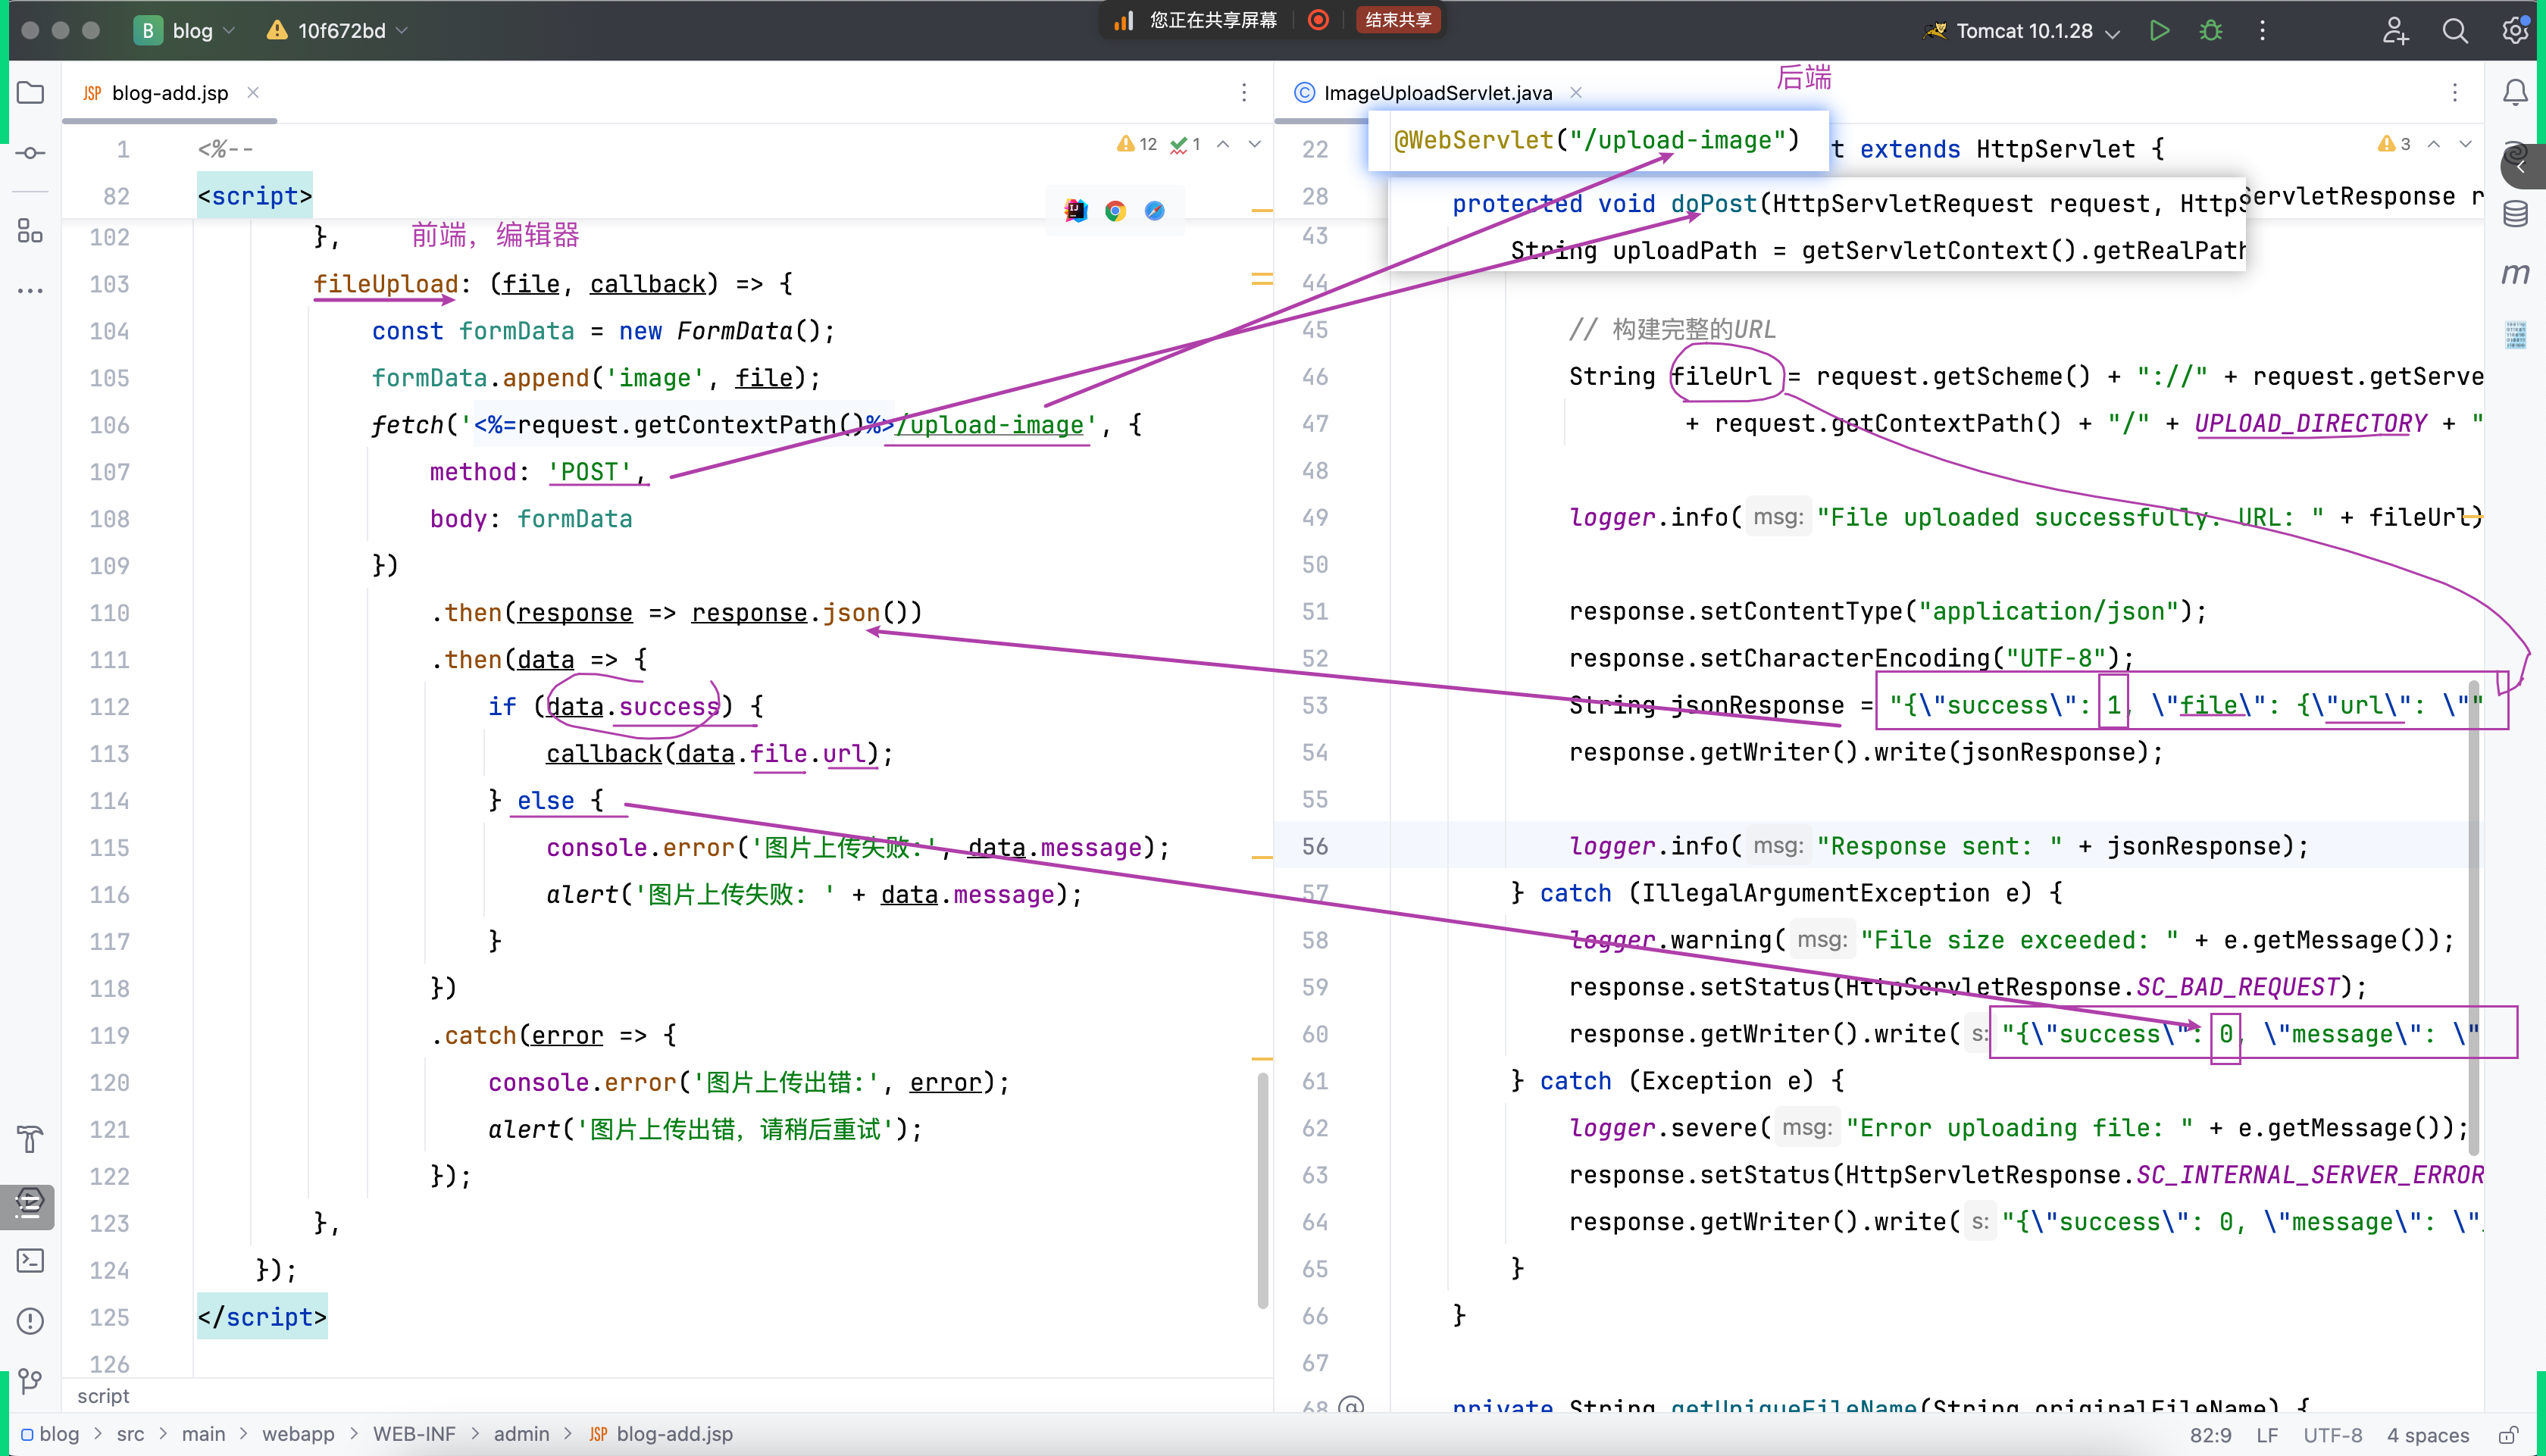 B blog 10f672bd 您正在共享屏幕 结束共享 Tomcat 10.1.28
JSP blog-add.jsp
1 <%--
12 1
82 <script>
102 }, 前端，编辑器
103 fileUpload: (file, callback) => {
104 const formData = new FormData();
105 formData.append('image', file);
106 fetch('<%=request.getContextPath()%>/upload-image', {
107 method: 'POST',
108 body: formData
109 })
110 .then(response => response.json())
111 .then(data => {
112 if (data.success) {
113 callback(data.file.url);
114 } else {
115 console.error('图片上传失败:', data.message);
116 alert('图片上传失败: ' + data.message);
117 }
118 })
119 .catch(error => {
120 console.error('图片上传出错:', error);
121 alert('图片上传出错，请稍后重试');
122 });
123 },
124 });
125 </script>
126
script
ImageUploadServlet.java 后端
@WebServlet("/upload-image")
22 t extends HttpServlet {
3
28 protected void doPost(HttpServletRequest request, HttpS ServletResponse r
43 String uploadPath = getServletContext().getRealPath
44
45 // 构建完整的URL
46 String fileUrl = request.getScheme() + "://" + request.getServe
47 + request.getContextPath() + "/" + UPLOAD_DIRECTORY + "
48
49 logger.info( msg: "File uploaded successfully. URL: " + fileUrl)
50
51 response.setContentType("application/json");
52 response.setCharacterEncoding("UTF-8");
53 String jsonResponse = "{\"success\": 1, \"file\": {\"url\": \""
54 response.getWriter().write(jsonResponse);
55
56 logger.info( msg: "Response sent: " + jsonResponse);
57 } catch (IllegalArgumentException e) {
58 logger.warning( msg: "File size exceeded: " + e.getMessage());
59 response.setStatus(HttpServletResponse.SC_BAD_REQUEST);
60 response.getWriter().write( s: "{\"success\": 0, \"message\": \"
61 } catch (Exception e) {
62 logger.severe( msg: "Error uploading file: " + e.getMessage());
63 response.setStatus(HttpServletResponse.SC_INTERNAL_SERVER_ERROR
64 response.getWriter().write( s: "{\"success\": 0, \"message\": \"
65 }
66 }
67
68 @ private String getUniqueFileName(String originalFileName) {
m
blog > src > main > webapp > WEB-INF > admin > JSP blog-add.jsp
82:9 LF UTF-8 4 spaces